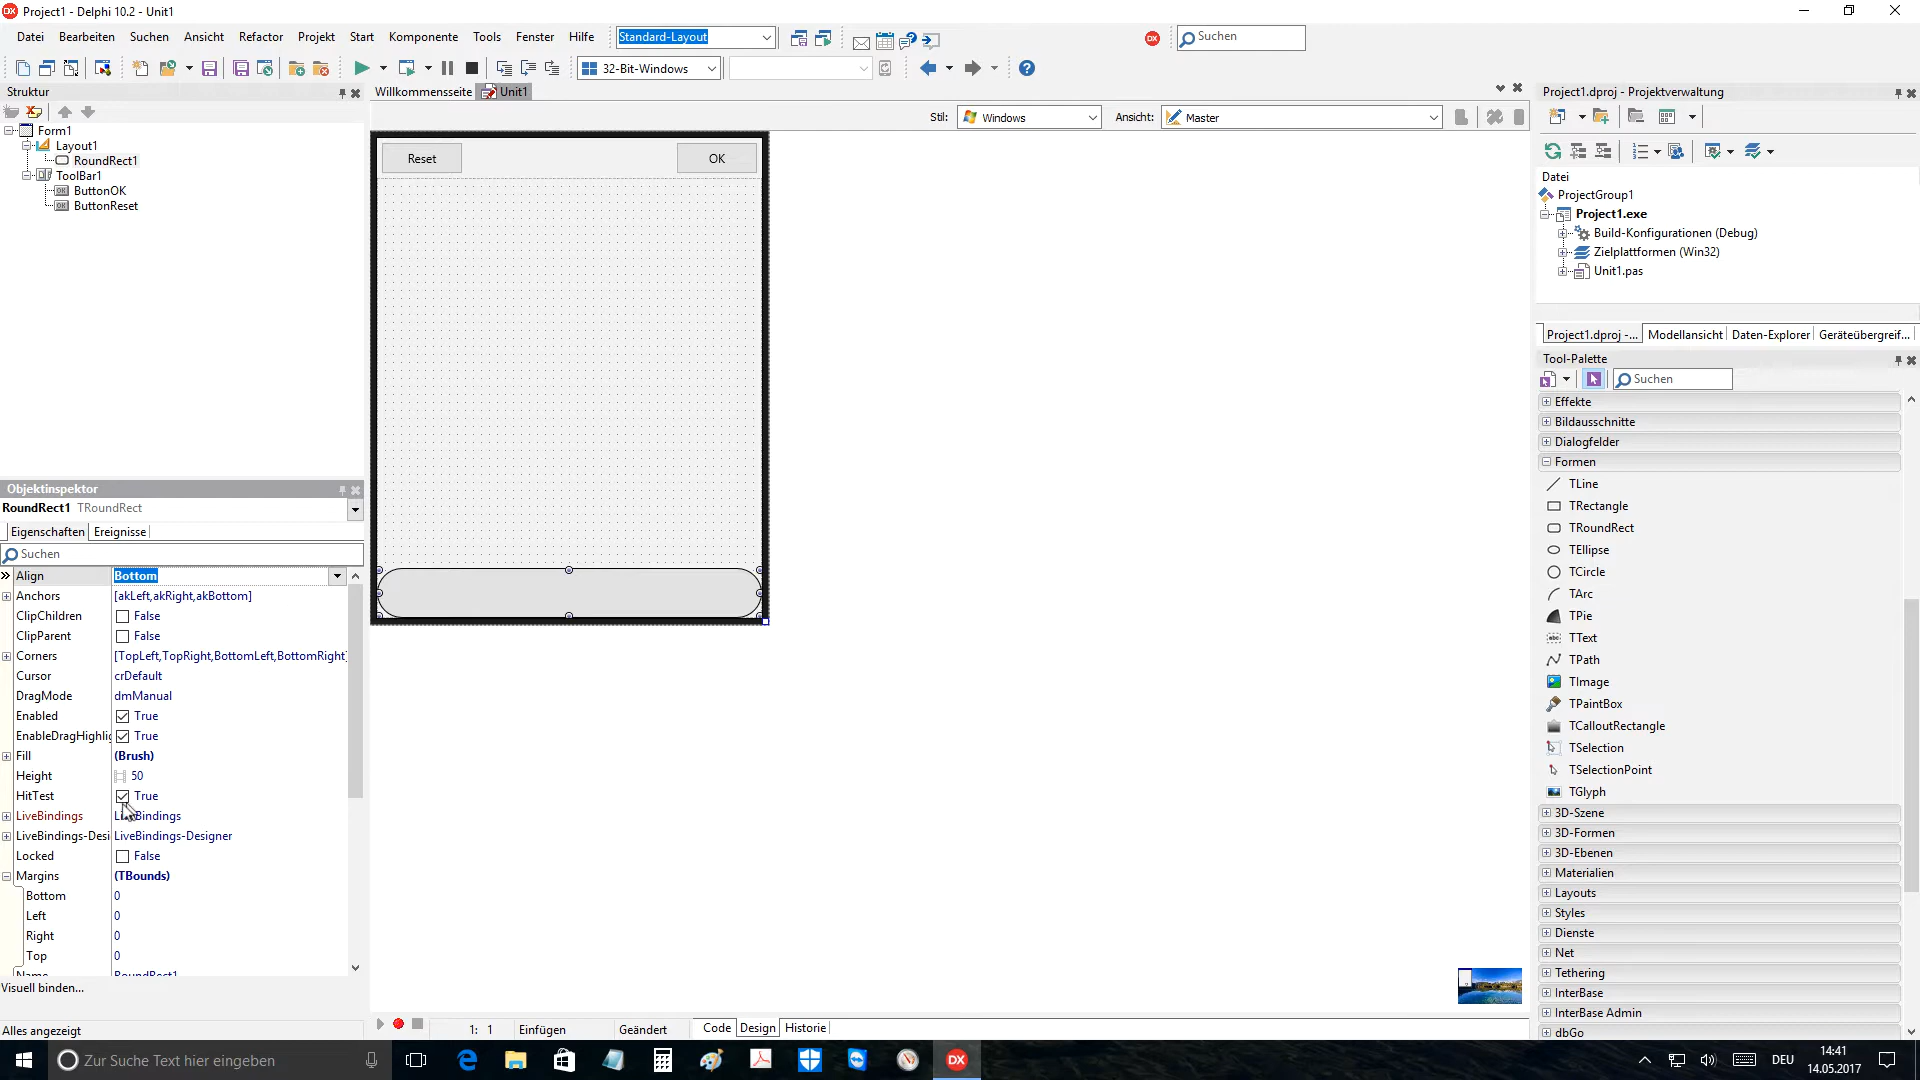 Project1 - Delphi 10.2 - Unit1
Datei Bearbeiten Suchen Ansicht Refactor Projekt Start Komponente Tools Fenster Hilfe Standard-Layout DX Suchen
32-Bit-Windows
Struktur
Form1
Layout1
RoundRect1
ToolBar1
ButtonOK
ButtonReset
Willkommensseite Unit1
Stil: Windows Ansicht: Master
Reset OK
Objektinspektor
RoundRect1 TRoundRect
Eigenschaften Ereignisse
Suchen
Align Bottom
Anchors [akLeft,akRight,akBottom]
ClipChildren False
ClipParent False
Corners [TopLeft,TopRight,BottomLeft,BottomRight]
Cursor crDefault
DragMode dmManual
Enabled True
EnableDragHighlig True
Fill (Brush)
Height 50
HitTest True
LiveBindings LiveBindings
LiveBindings-Desi LiveBindings-Designer
Locked False
Margins (TBounds)
Bottom 0
Left 0
Right 0
Top 0
Name RoundRect1
Visuell binden...
Alles angezeigt
1: 1 Einfügen Geändert Code Design Historie
Project1.dproj - Projektverwaltung
Datei
ProjectGroup1
Project1.exe
Build-Konfigurationen (Debug)
Zielplattformen (Win32)
Unit1.pas
Project1.dproj -... Modellansicht Daten-Explorer Geräteübergreif...
Tool-Palette
Suchen
Effekte
Bildausschnitte
Dialogfelder
Formen
TLine
TRectangle
TRoundRect
TEllipse
TCircle
TArc
TPie
TText
TPath
TImage
TPaintBox
TCalloutRectangle
TSelection
TSelectionPoint
TGlyph
3D-Szene
3D-Formen
3D-Ebenen
Materialien
Layouts
Styles
Dienste
Net
Tethering
InterBase
InterBase Admin
dbGo
Zur Suche Text hier eingeben DX DEU 14:41
14.05.2017